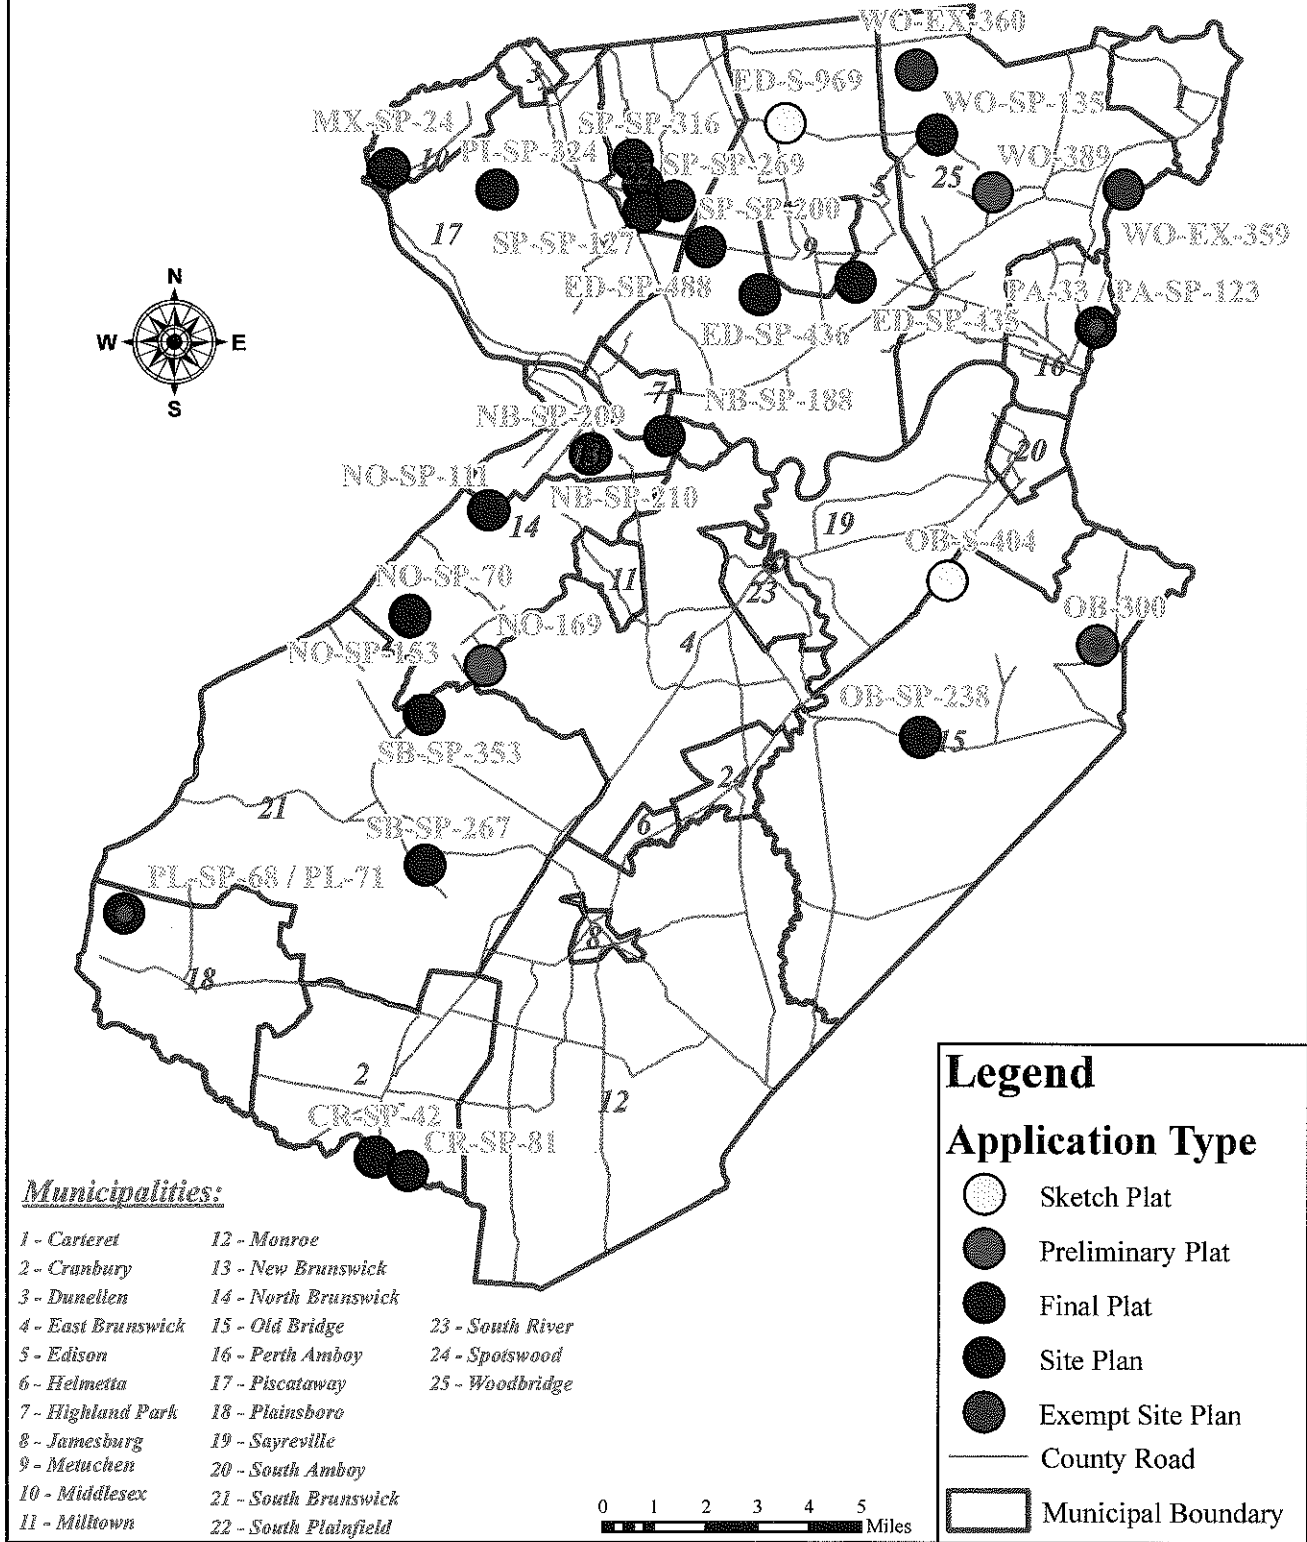 WO-EX-360
3
ED-S-969
MX-SP-24
SP-SP-316
WO-SP-135
10
PI-SP-324
SP-SP-269
WO-389
5
25
SP-SP-200
17
SP-SP-127
9
WO-EX-359
ED-SP-488
PA-33 / PA-SP-123
ED-SP-436
ED-SP-435
16
N
W
E
S
7
NB-SP-188
NB-SP-209
13
NO-SP-111
NB-SP-210
20
14
19
OB-S-404
NO-SP-70
11
23
NO-169
OB-300
4
NO-SP-153
OB-SP-238
15
SB-SP-353
24
21
SB-SP-267
6
PL-SP-68 / PL-71
8
18
2
12
CR-SP-42
CR-SP-81
Legend
Application Type
Sketch Plat
Preliminary Plat
Final Plat
Site Plan
Exempt Site Plan
County Road
Municipal Boundary
Municipalities:
1 - Carteret
2 - Cranbury
3 - Dunellen
4 - East Brunswick
5 - Edison
6 - Helmetta
7 - Highland Park
8 - Jamesburg
9 - Metuchen
10 - Middlesex
11 - Milltown
12 - Monroe
13 - New Brunswick
14 - North Brunswick
15 - Old Bridge
16 - Perth Amboy
17 - Piscataway
18 - Plainsboro
19 - Sayreville
20 - South Amboy
21 - South Brunswick
22 - South Plainfield
23 - South River
24 - Spotswood
25 - Woodbridge
0 1 2 3 4 5
Miles